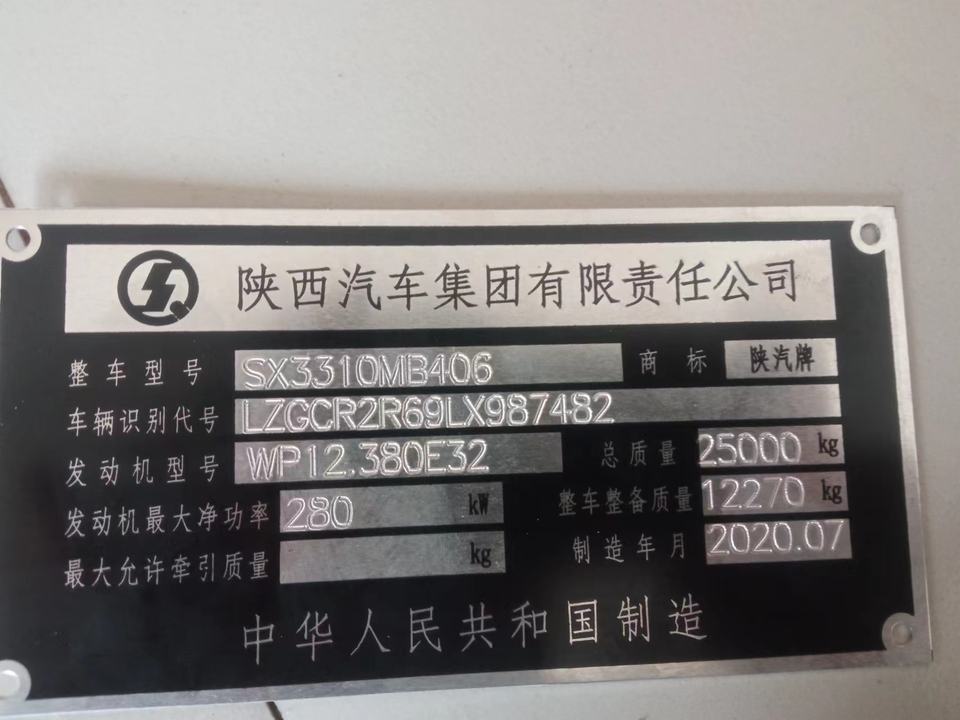 陕西汽车集团有限责任公司
整车型号 SX3310MB406 商标 陕汽牌
车辆识别代号 LZGCR2R69LX987482
发动机型号 WP12.380E32 总质量 25000 kg
发动机最大净功率 280 kW 整车整备质量 12270 kg
最大允许牵引质量 kg 制造年月 2020.07
中华人民共和国制造